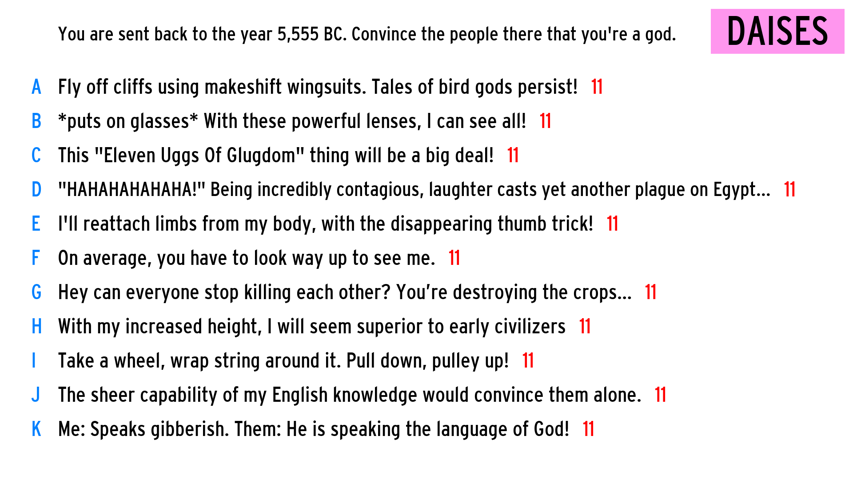 You are sent back to the year 5,555 BC. Convince the people there that you're a god.
DAISES
A Fly off cliffs using makeshift wingsuits. Tales of bird gods persist! 11
B *puts on glasses* With these powerful lenses, I can see all! 11
C This "Eleven Uggs Of Glugdom" thing will be a big deal! 11
D "HAHAHAHAHAHA!" Being incredibly contagious, laughter casts yet another plague on Egypt... 11
E I'll reattach limbs from my body, with the disappearing thumb trick! 11
F On average, you have to look way up to see me. 11
G Hey can everyone stop killing each other? You’re destroying the crops... 11
H With my increased height, I will seem superior to early civilizers 11
I Take a wheel, wrap string around it. Pull down, pulley up! 11
J The sheer capability of my English knowledge would convince them alone. 11
K Me: Speaks gibberish. Them: He is speaking the language of God! 11